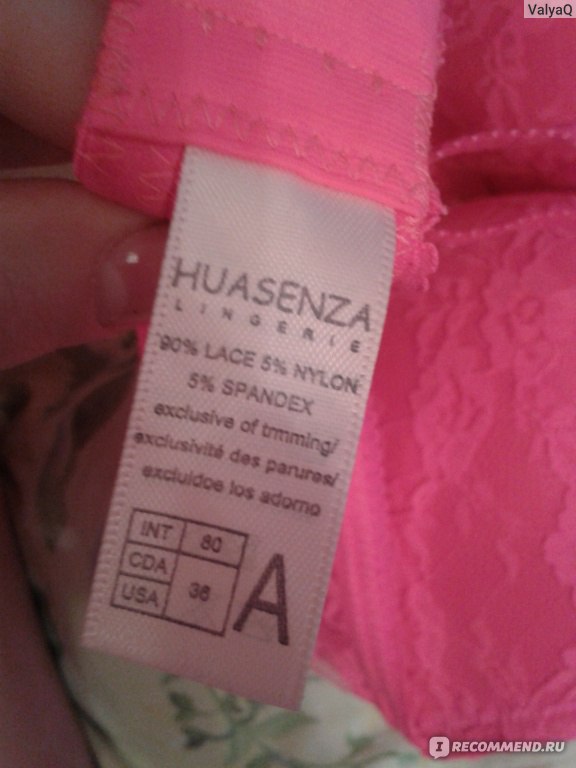 ValyaQ
HUASENZA
LINGERIE
90% LACE 5% NYLON
5% SPANDEX
exclusive of trmming/
exclusivité des parures/
excluidoe los adorno
INT 80
CDA
USA 36
A
I RECOMMEND.RU